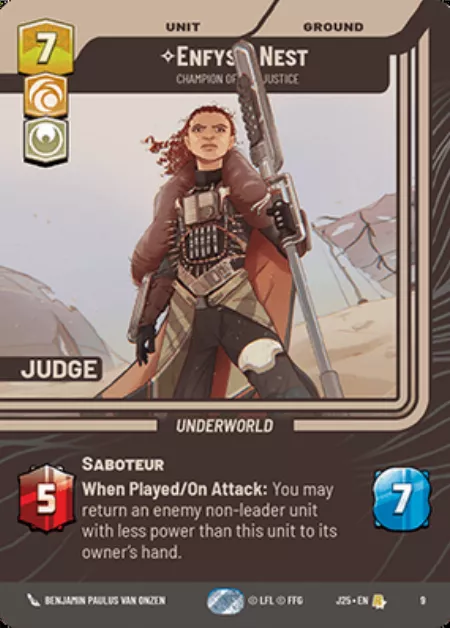 UNIT
GROUND
7
ENFYS NEST
CHAMPION OF JUSTICE
JUDGE
UNDERWORLD
SABOTEUR
When Played/On Attack: You may
return an enemy non-leader unit
with less power than this unit to its
owner's hand.
5
7
BENJAMIN PAULUS VAN ONZEN
© LFL © FFG
J25 • EN
9